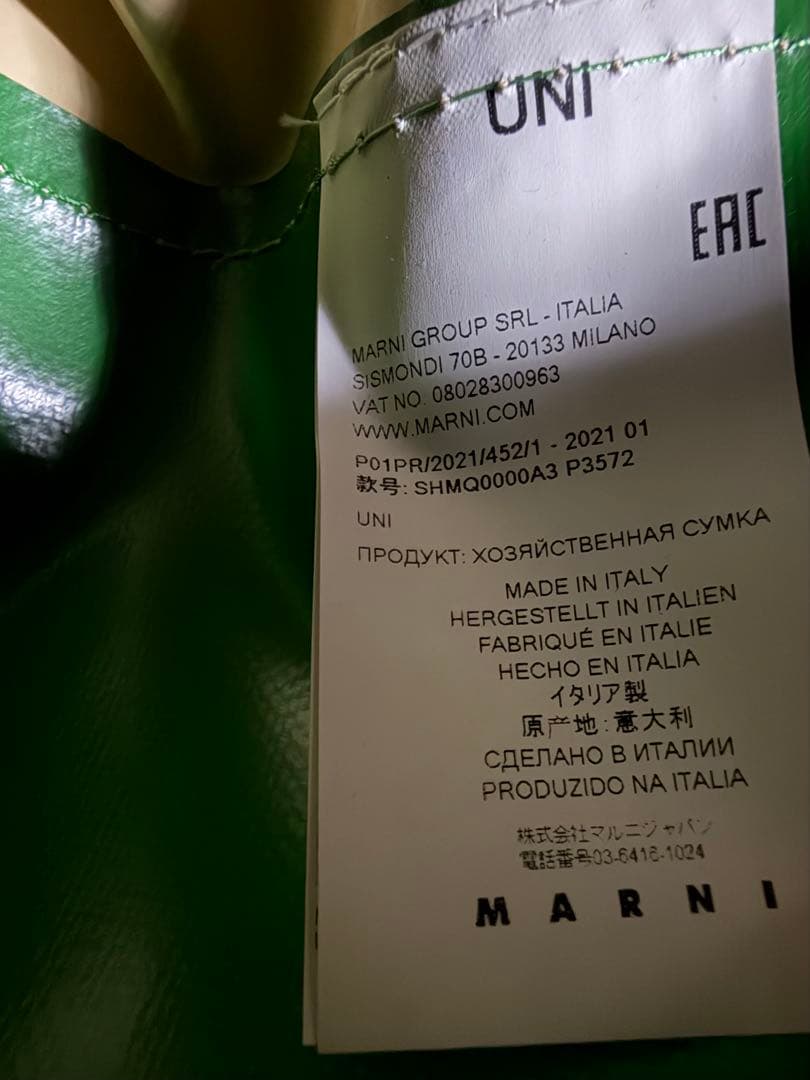 UNI
EAC
MARNI GROUP SRL - ITALIA
SISMONDI 70B - 20133 MILANO
VAT NO. 08028300963
WWW.MARNI.COM
P01PR/2021/452/1 - 2021 01
款号: SHMQ0000A3 P3572
UNI
ПРОДУКТ: ХОЗЯЙСТВЕННАЯ СУМКА
MADE IN ITALY
HERGESTELLT IN ITALIEN
FABRIQUÉ EN ITALIE
HECHO EN ITALIA
イタリア製
原产地: 意大利
СДЕЛАНО В ИТАЛИИ
PRODUZIDO NA ITALIA
株式会社マルニジャパン
電話番号03-6416-1024
MARNI